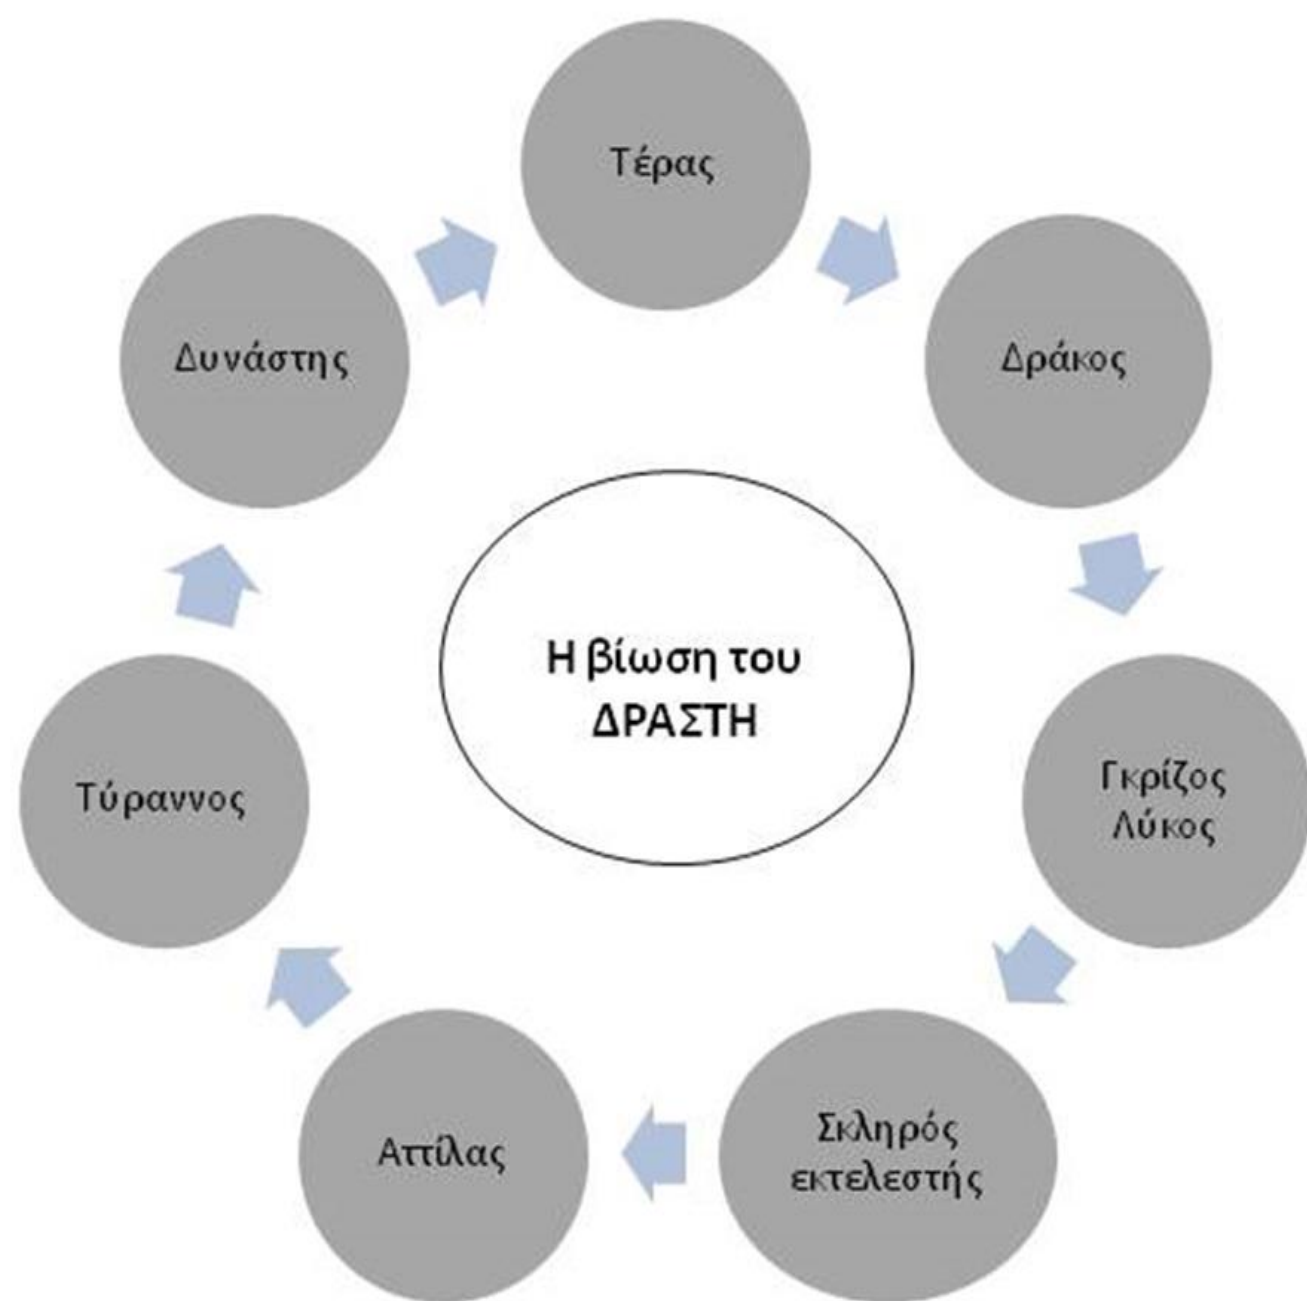 Τέρας
Δυνάστης
Δράκος
Η βίωση του
ΔΡΑΣΤΗ
Τύραννος
Γκρίζος
Λύκος
Αττίλας
Σκληρός
εκτελεστής